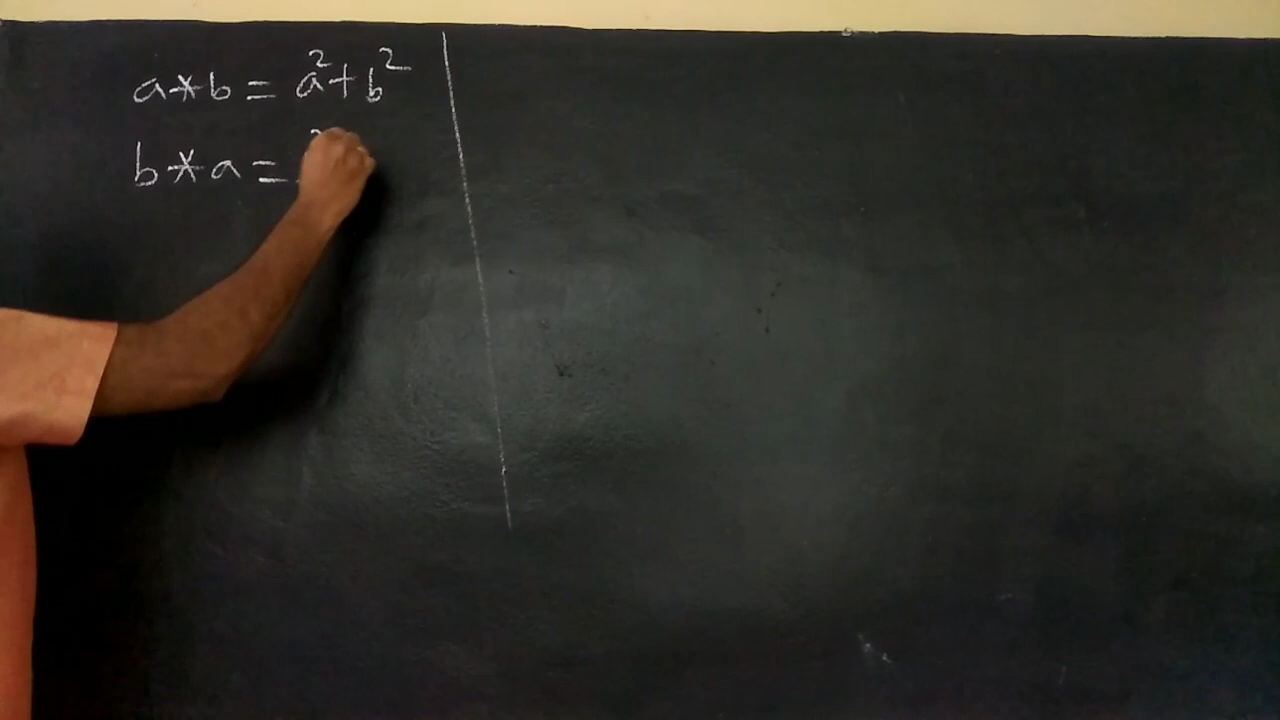 a*b = a²+b²
b*a =